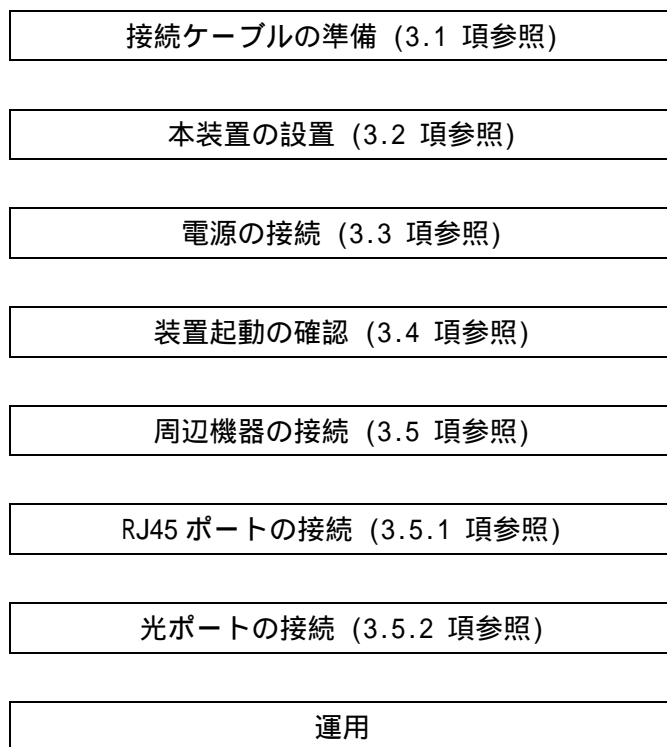 接続ケーブルの準備 (3.1 項参照)
本装置の設置 (3.2 項参照)
電源の接続 (3.3 項参照)
装置起動の確認 (3.4 項参照)
周辺機器の接続 (3.5 項参照)
RJ45 ポートの接続 (3.5.1 項参照)
光ポートの接続 (3.5.2 項参照)
運用